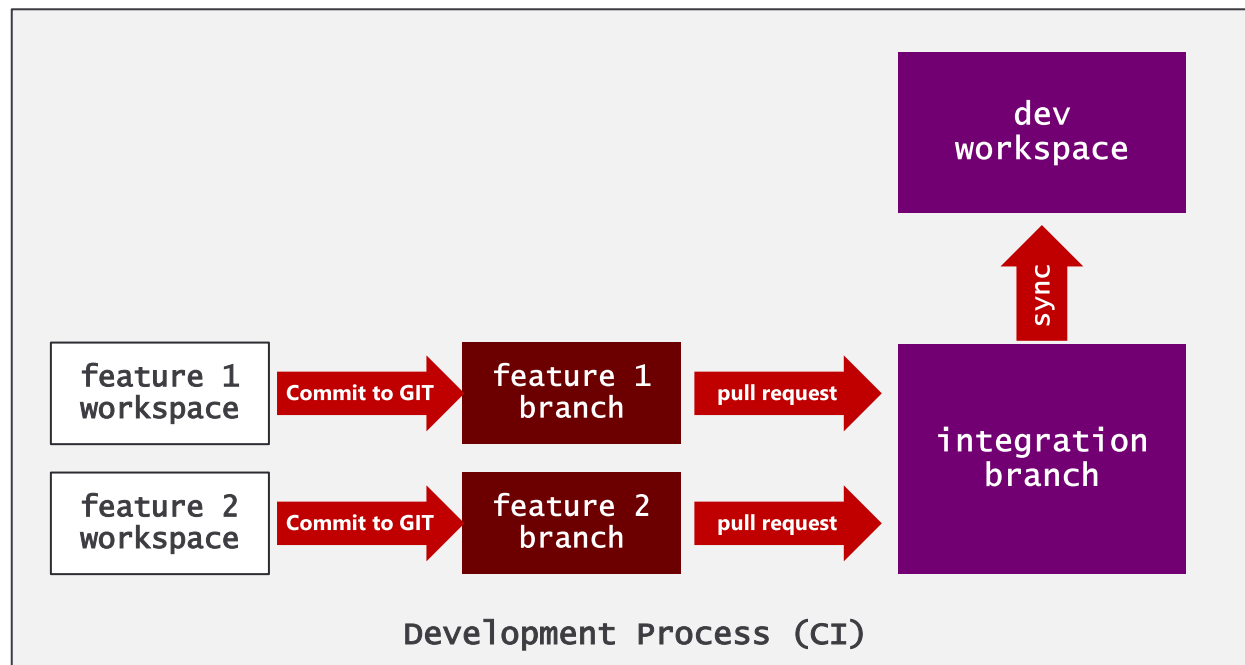 dev
workspace
sync
feature 1
workspace
Commit to GIT
feature 1
branch
pull request
integration
branch
feature 2
workspace
Commit to GIT
feature 2
branch
pull request
Development Process (CI)